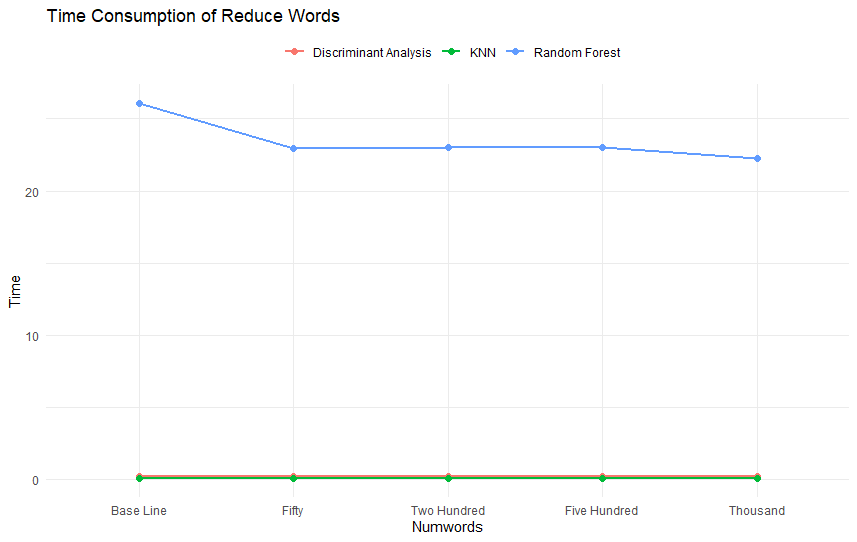 Time Consumption of Reduce Words
Discriminant Analysis KNN Random Forest
20
10
0
Time
Base Line Fifty Two Hundred Five Hundred Thousand
Numwords